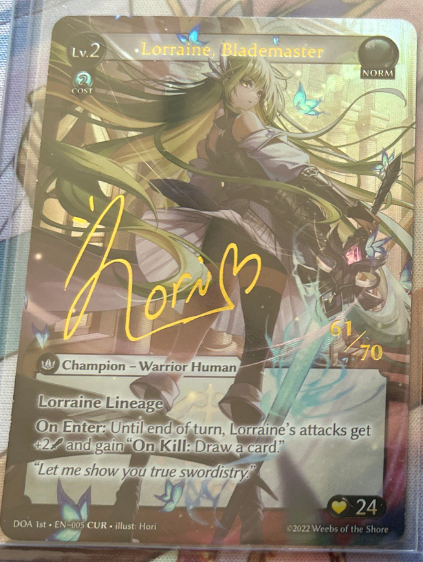 Lv.2
Lorraine, Blademaster
NORM
COST
Hori
61/70
Champion – Warrior Human
Lorraine Lineage
On Enter: Until end of turn, Lorraine's attacks get
+2 and gain "On Kill: Draw a card."
"Let me show you true swordistry."
24
DOA 1st • EN-005 CUR • illust: Hori
©2022 Weebs of the Shore